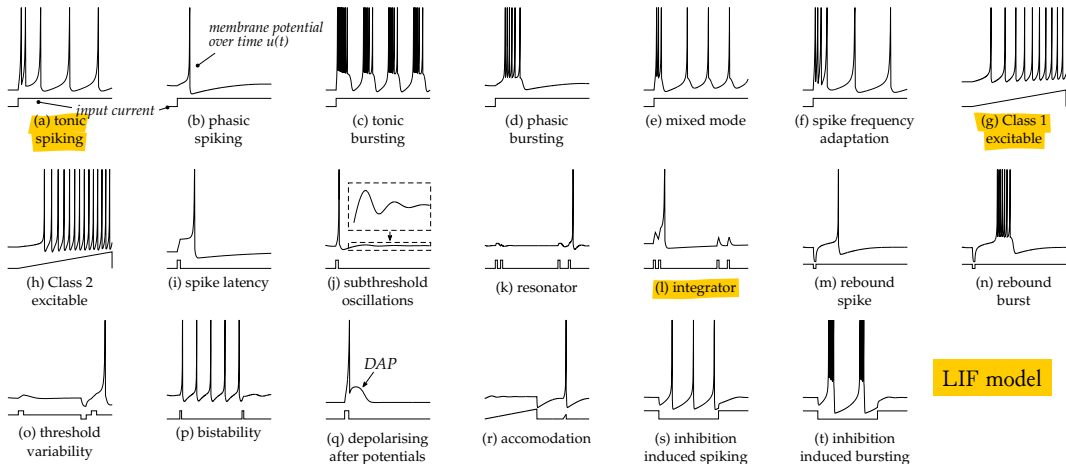 membrane potential
over time u(t)
input current
(a) tonic
spiking
(b) phasic
spiking
(c) tonic
bursting
(d) phasic
bursting
(e) mixed mode
(f) spike frequency
adaptation
(g) Class 1
excitable
(h) Class 2
excitable
(i) spike latency
(j) subthreshold
oscillations
(k) resonator
(l) integrator
(m) rebound
spike
(n) rebound
burst
DAP
LIF model
(o) threshold
variability
(p) bistability
(q) depolarising
after potentials
(r) accomodation
(s) inhibition
induced spiking
(t) inhibition
induced bursting